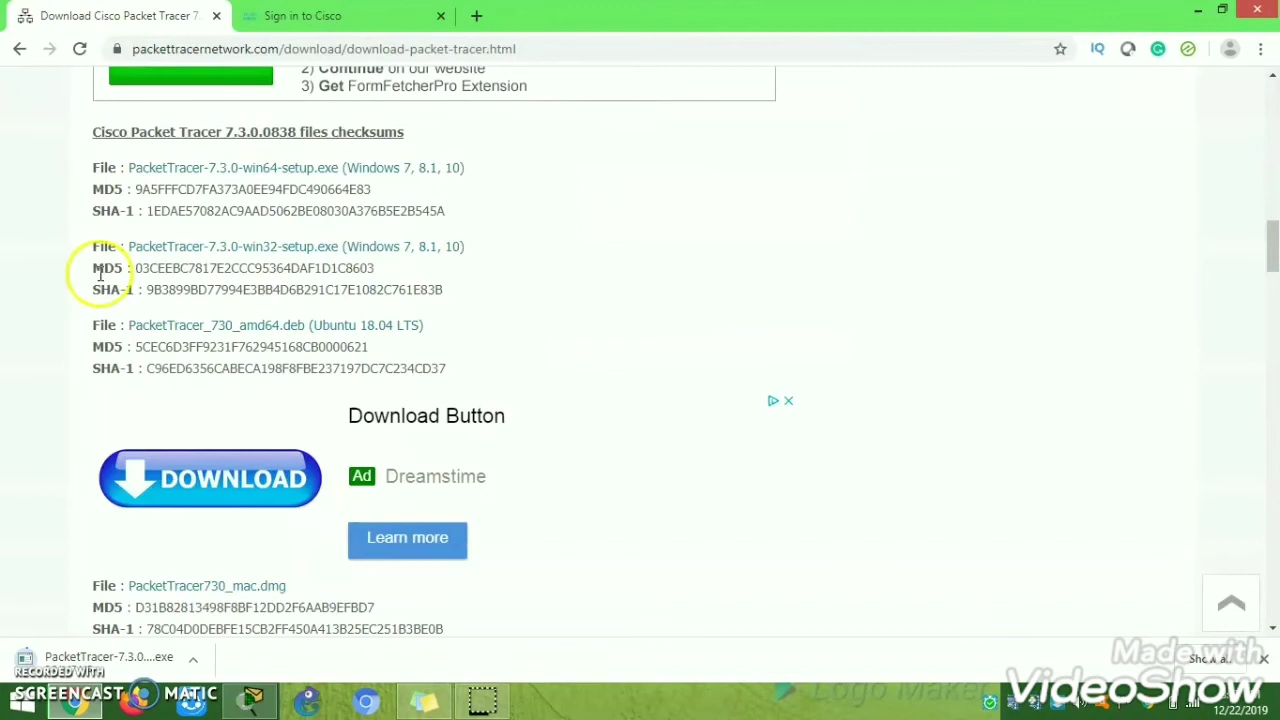 Download Cisco Packet Tracer 7.
Sign in to Cisco
packettracernetwork.com/download/download-packet-tracer.html
2) Continue on our website
3) Get FormFetcherPro Extension
Cisco Packet Tracer 7.3.0.0838 files checksums
File : PacketTracer-7.3.0-win64-setup.exe (Windows 7, 8.1, 10)
MD5 : 9A5FFFCD7FA373A0EE94FDC490664E83
SHA-1 : 1EDAE57082AC9AAD5062BE08030A376B5E2B545A
File : PacketTracer-7.3.0-win32-setup.exe (Windows 7, 8.1, 10)
MD5 : 03CEEBC7817E2CCC95364DAF1D1C8603
SHA-1 : 9B3899BD77994E3BB4D6B291C17E1082C761E83B
File : PacketTracer_730_amd64.deb (Ubuntu 18.04 LTS)
MD5 : 5CEC6D3FF9231F762945168CB0000621
SHA-1 : C96ED6356CABECA198F8FBE237197DC7C234CD37
Download Button
DOWNLOAD
Ad Dreamstime
Learn more
File : PacketTracer730_mac.dmg
MD5 : D31B82813498F8BF12DD2F6AAB9EFBD7
SHA-1 : 78C04D0DEBFE15CB2FF450A413B25EC251B3BE0B
PacketTracer-7.3.0....exe
Show a
RECORDED WITH
SCREENCAST MATIC
Made with
VideoShow
Logo Make
12/22/2019